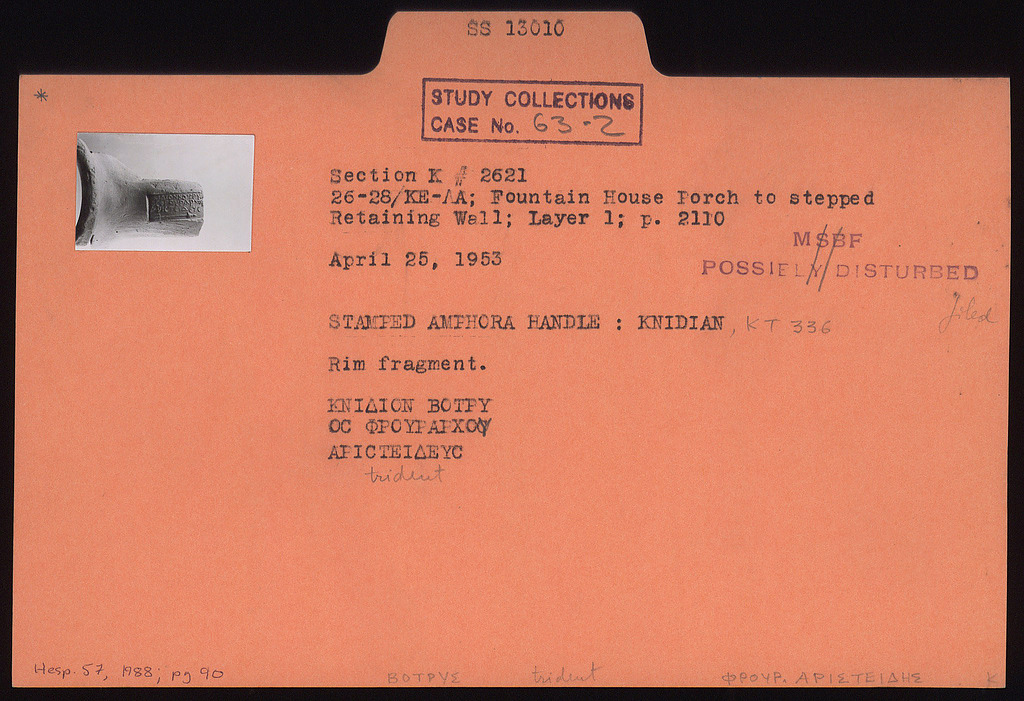 SS 13010
*
STUDY COLLECTIONS
CASE No. 63-2
Section K # 2621
26-28/ΚΕ-ΛΑ; Fountain House Porch to stepped
Retaining Wall; Layer 1; p. 2110
MSBF
April 25, 1953
POSSIBLY DISTURBED
filed
STAMPED AMPHORA HANDLE : KNIDIAN, KT 336
Rim fragment.
ΚΝΙΔΙΟΝ ΒΟΤΡΥ
ΟC ΦΡΟΥΡΑΡΧΟΥ
ΑΡΙCΤΕΙΔΕΥC
trident
Hesp. 57, 1988; pg 90
ΒΟΤΡΥΣ trident ΦΡΟΥΡ. ΑΡΙΣΤΕΙΔΗΣ K